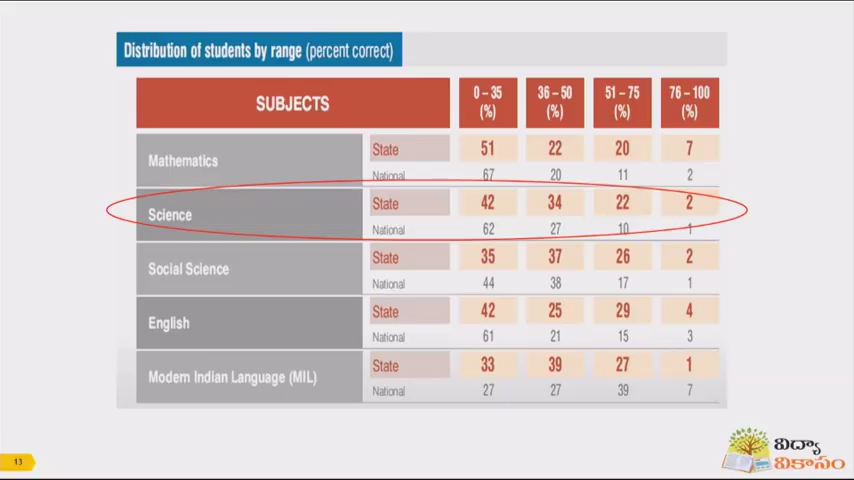 Distribution of students by range (percent correct)
SUBJECTS 0 – 35 (%) 36 – 50 (%) 51 – 75 (%) 76 – 100 (%)
Mathematics
State 51 22 20 7
National 67 20 11 2
Science
State 42 34 22 2
National 62 27 10 1
Social Science
State 35 37 26 2
National 44 38 17 1
English
State 42 25 29 4
National 61 21 15 3
Modern Indian Language (MIL)
State 33 39 27 1
National 27 27 39 7
13
విద్యా
వికాసం